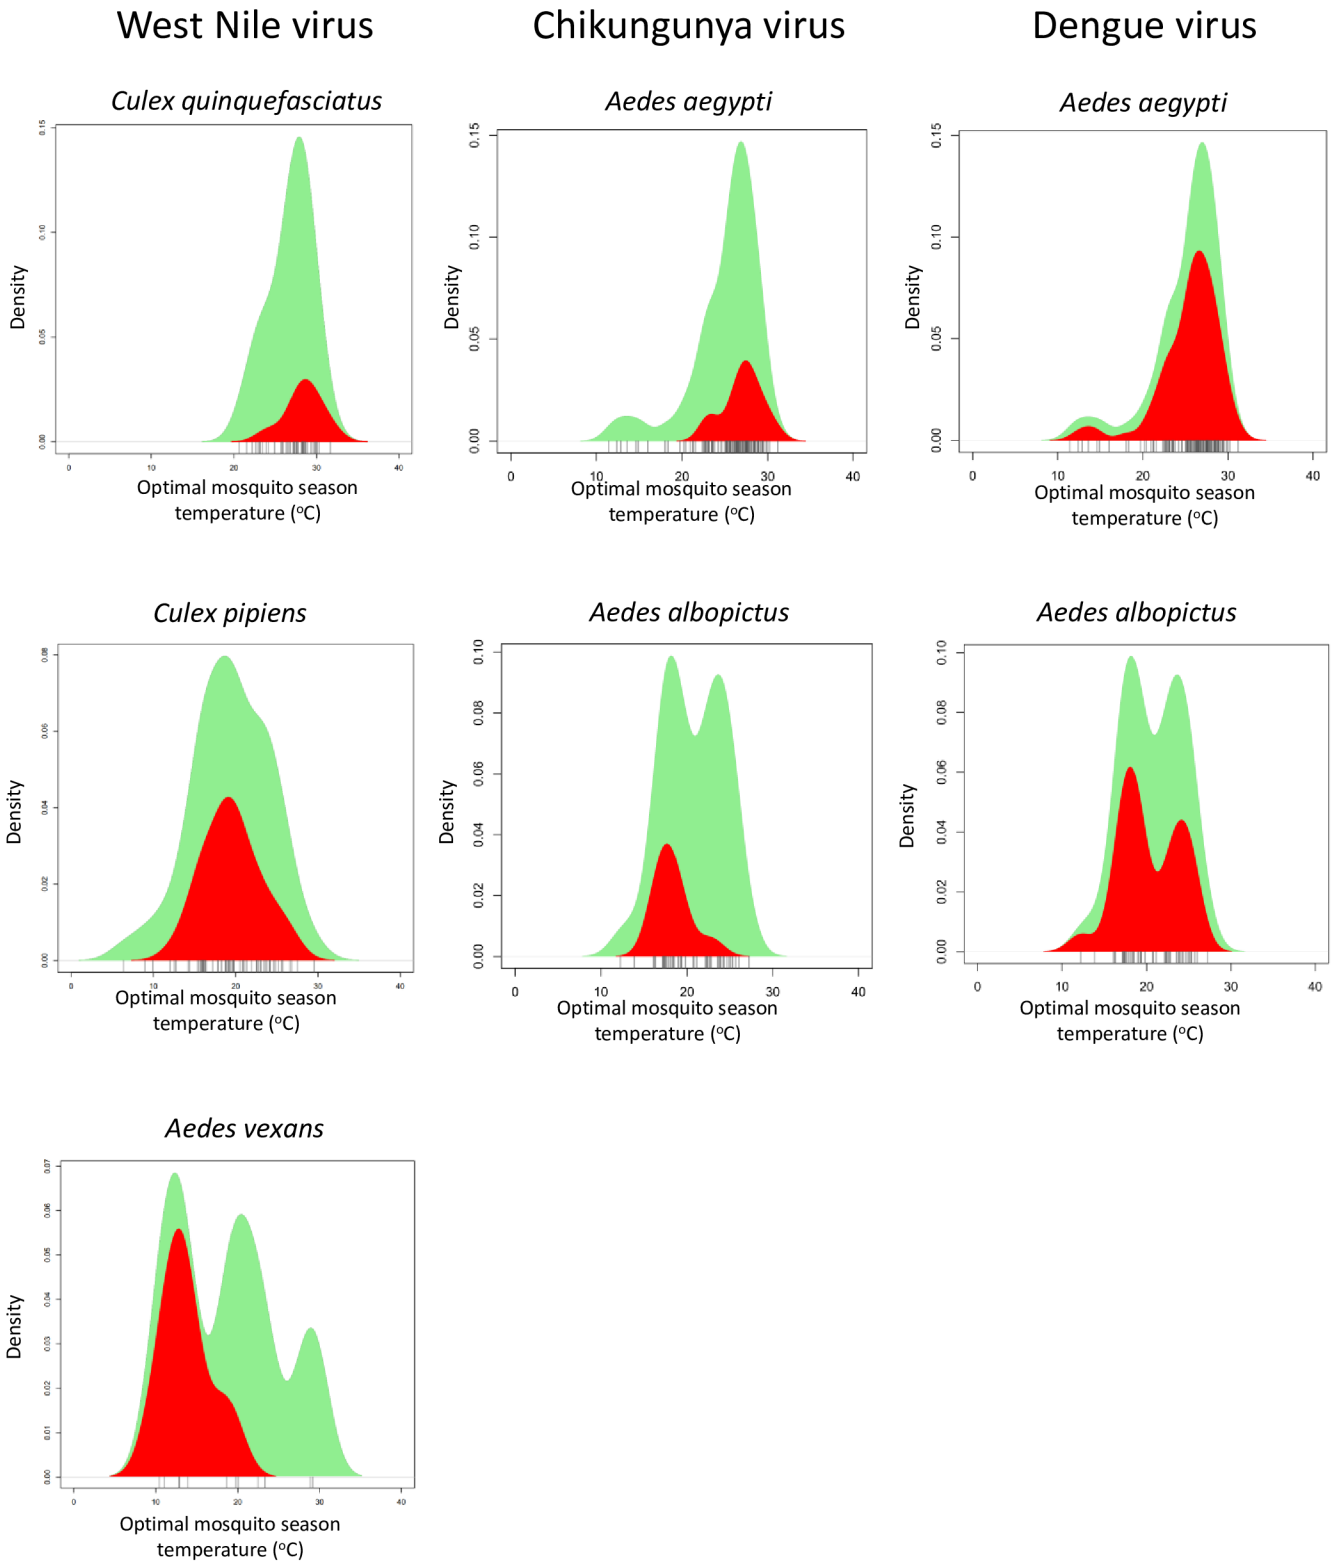 West Nile virus
Chikungunya virus
Dengue virus
Culex quinquefasciatus
Density
0.00
0.05
0.10
0.15
0
10
20
30
40
Optimal mosquito season
temperature (°C)
Aedes aegypti
Density
0.00
0.05
0.10
0.15
0
10
20
30
40
Optimal mosquito season
temperature (°C)
Aedes aegypti
Density
0.00
0.05
0.10
0.15
0
10
20
30
40
Optimal mosquito season
temperature (°C)
Culex pipiens
Density
0.00
0.02
0.04
0.06
0.08
0
10
20
30
40
Optimal mosquito season
temperature (°C)
Aedes albopictus
Density
0.00
0.02
0.04
0.06
0.08
0.10
0
10
20
30
40
Optimal mosquito season
temperature (°C)
Aedes albopictus
Density
0.00
0.02
0.04
0.06
0.08
0.10
0
10
20
30
40
Optimal mosquito season
temperature (°C)
Aedes vexans
Density
0.00
0.01
0.02
0.03
0.04
0.05
0.06
0.07
0
10
20
30
40
Optimal mosquito season
temperature (°C)